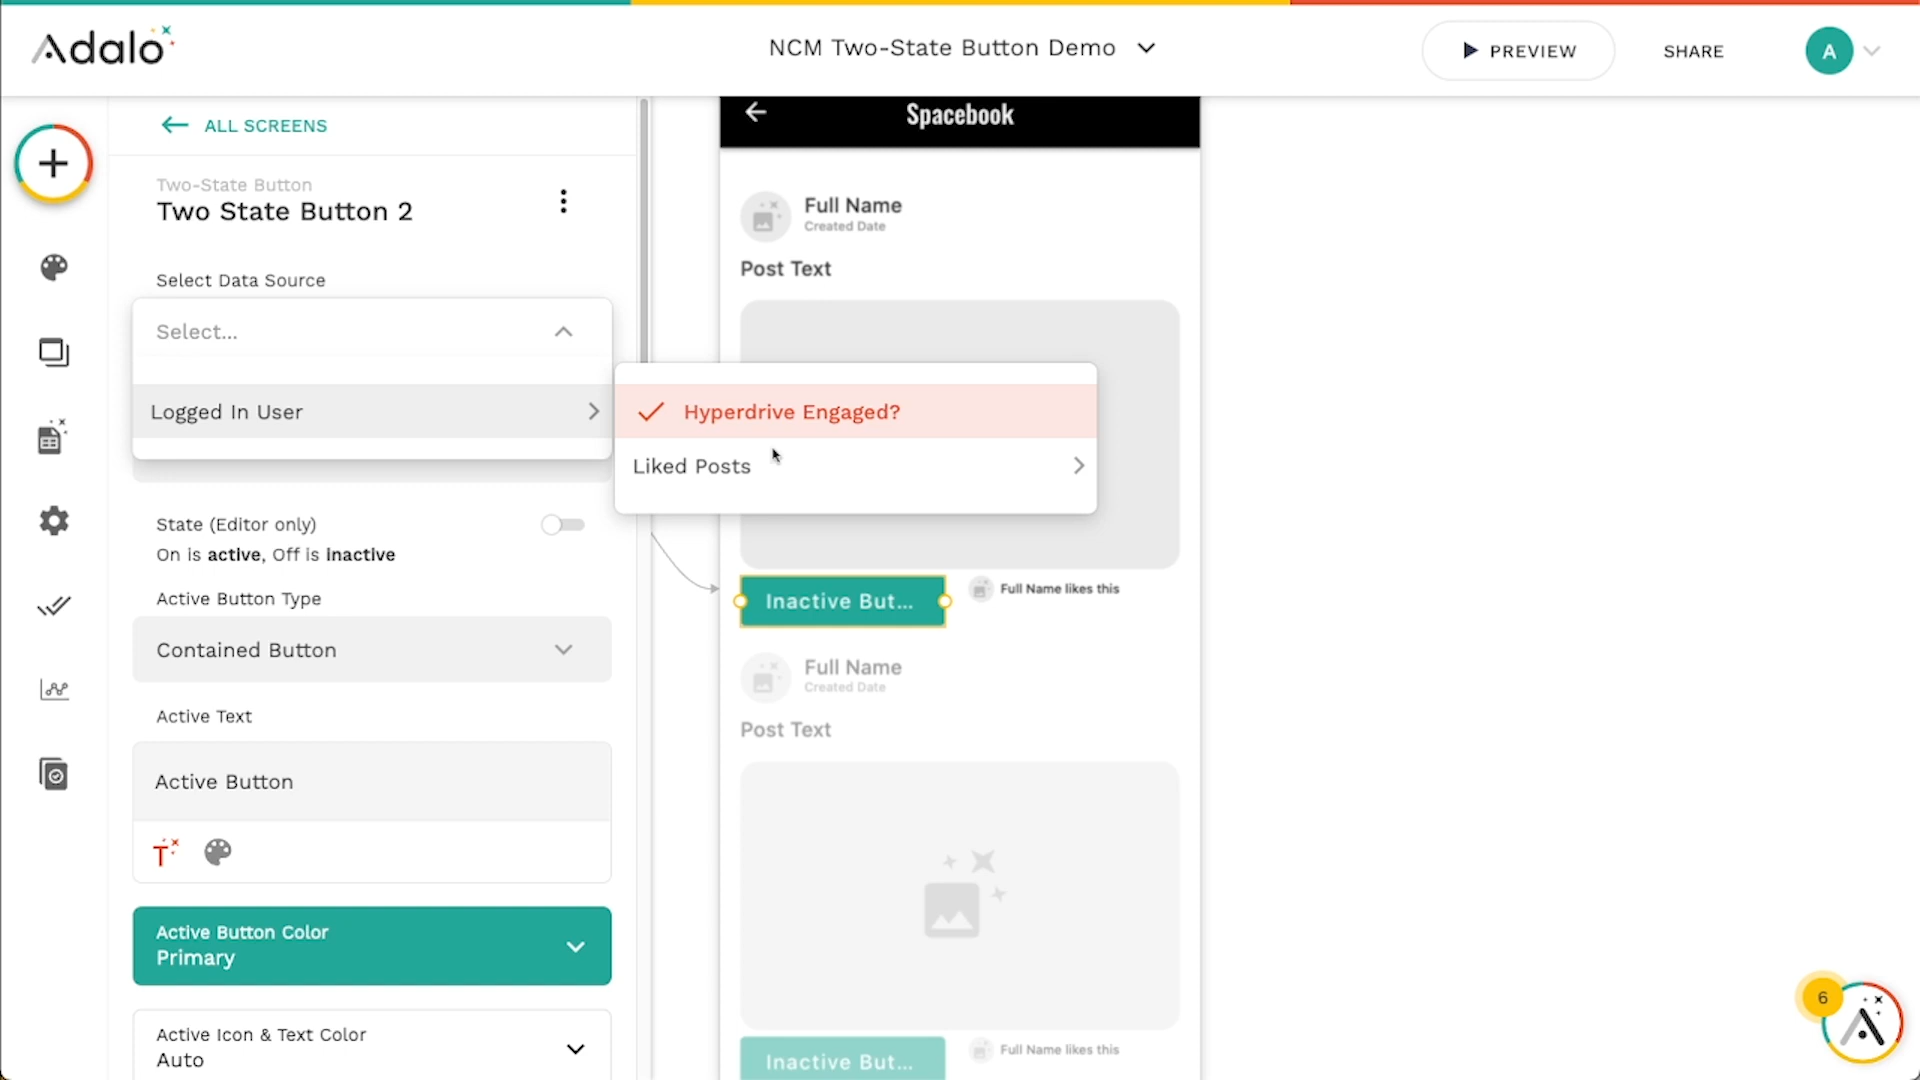 Adalo
NCM Two-State Button Demo
PREVIEW
SHARE
A
ALL SCREENS
Two-State Button
Two State Button 2
Select Data Source
Select...
Logged In User
Hyperdrive Engaged?
Liked Posts
State (Editor only)
On is active, Off is inactive
Active Button Type
Contained Button
Active Text
Active Button
T
Active Button Color
Primary
Active Icon & Text Color
Auto
Spacebook
Full Name
Created Date
Post Text
Inactive But...
Full Name likes this
Full Name
Created Date
Post Text
Inactive But...
Full Name likes this
6